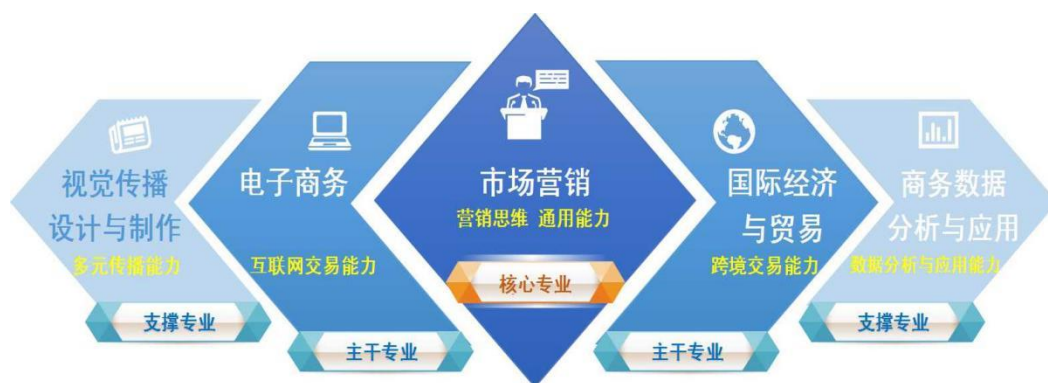 视觉传播
设计与制作
多元传播能力
支撑专业
电子商务
互联网交易能力
主干专业
市场营销
营销思维 通用能力
核心专业
国际经济
与贸易
跨境交易能力
主干专业
商务数据
分析与应用
数据分析与应用能力
支撑专业